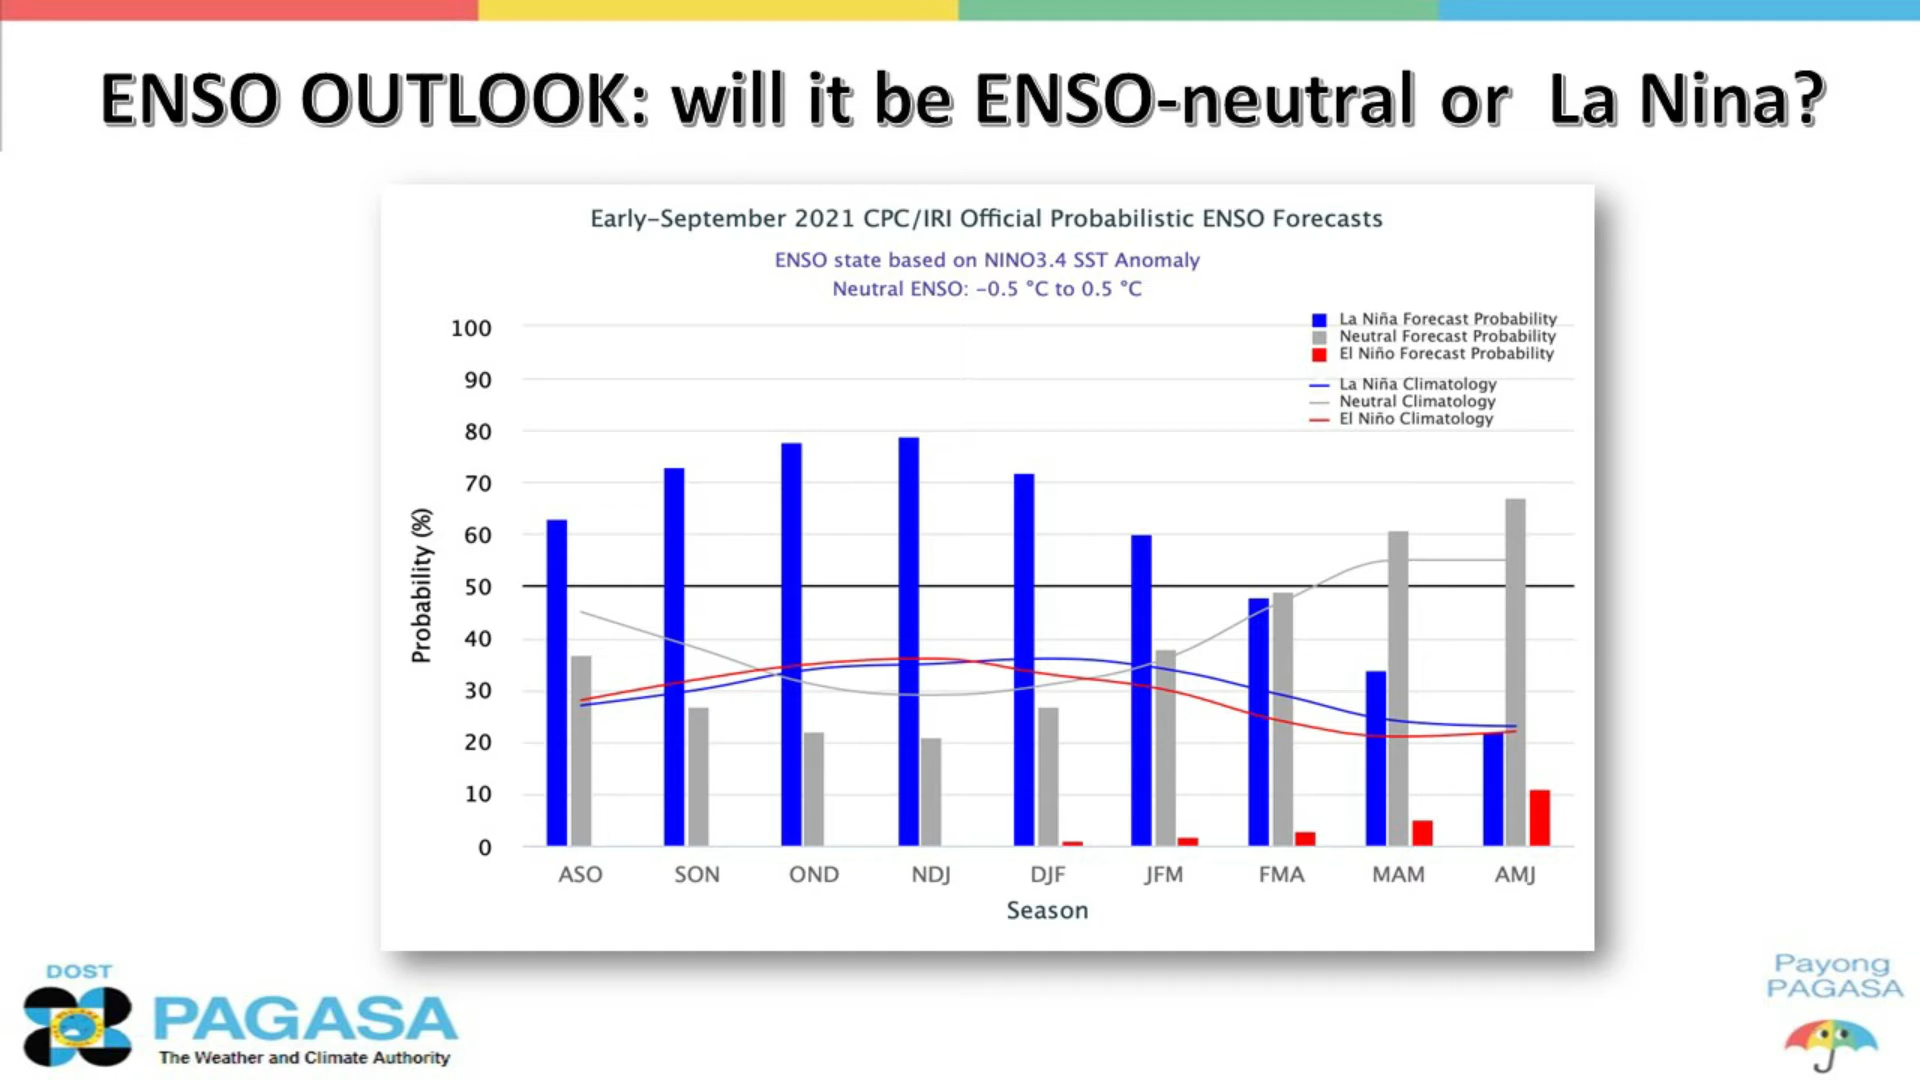 ENSO OUTLOOK: will it be ENSO-neutral or La Nina?
Early-September 2021 CPC/IRI Official Probabilistic ENSO Forecasts
ENSO state based on NINO3.4 SST Anomaly
Neutral ENSO: -0.5 °C to 0.5 °C
La Niña Forecast Probability
Neutral Forecast Probability
El Niño Forecast Probability
La Niña Climatology
Neutral Climatology
El Niño Climatology
Probability (%)
100
90
80
70
60
50
40
30
20
10
0
ASO SON OND NDJ DJF JFM FMA MAM AMJ
Season
DOST
PAGASA
The Weather and Climate Authority
Payong
PAGASA